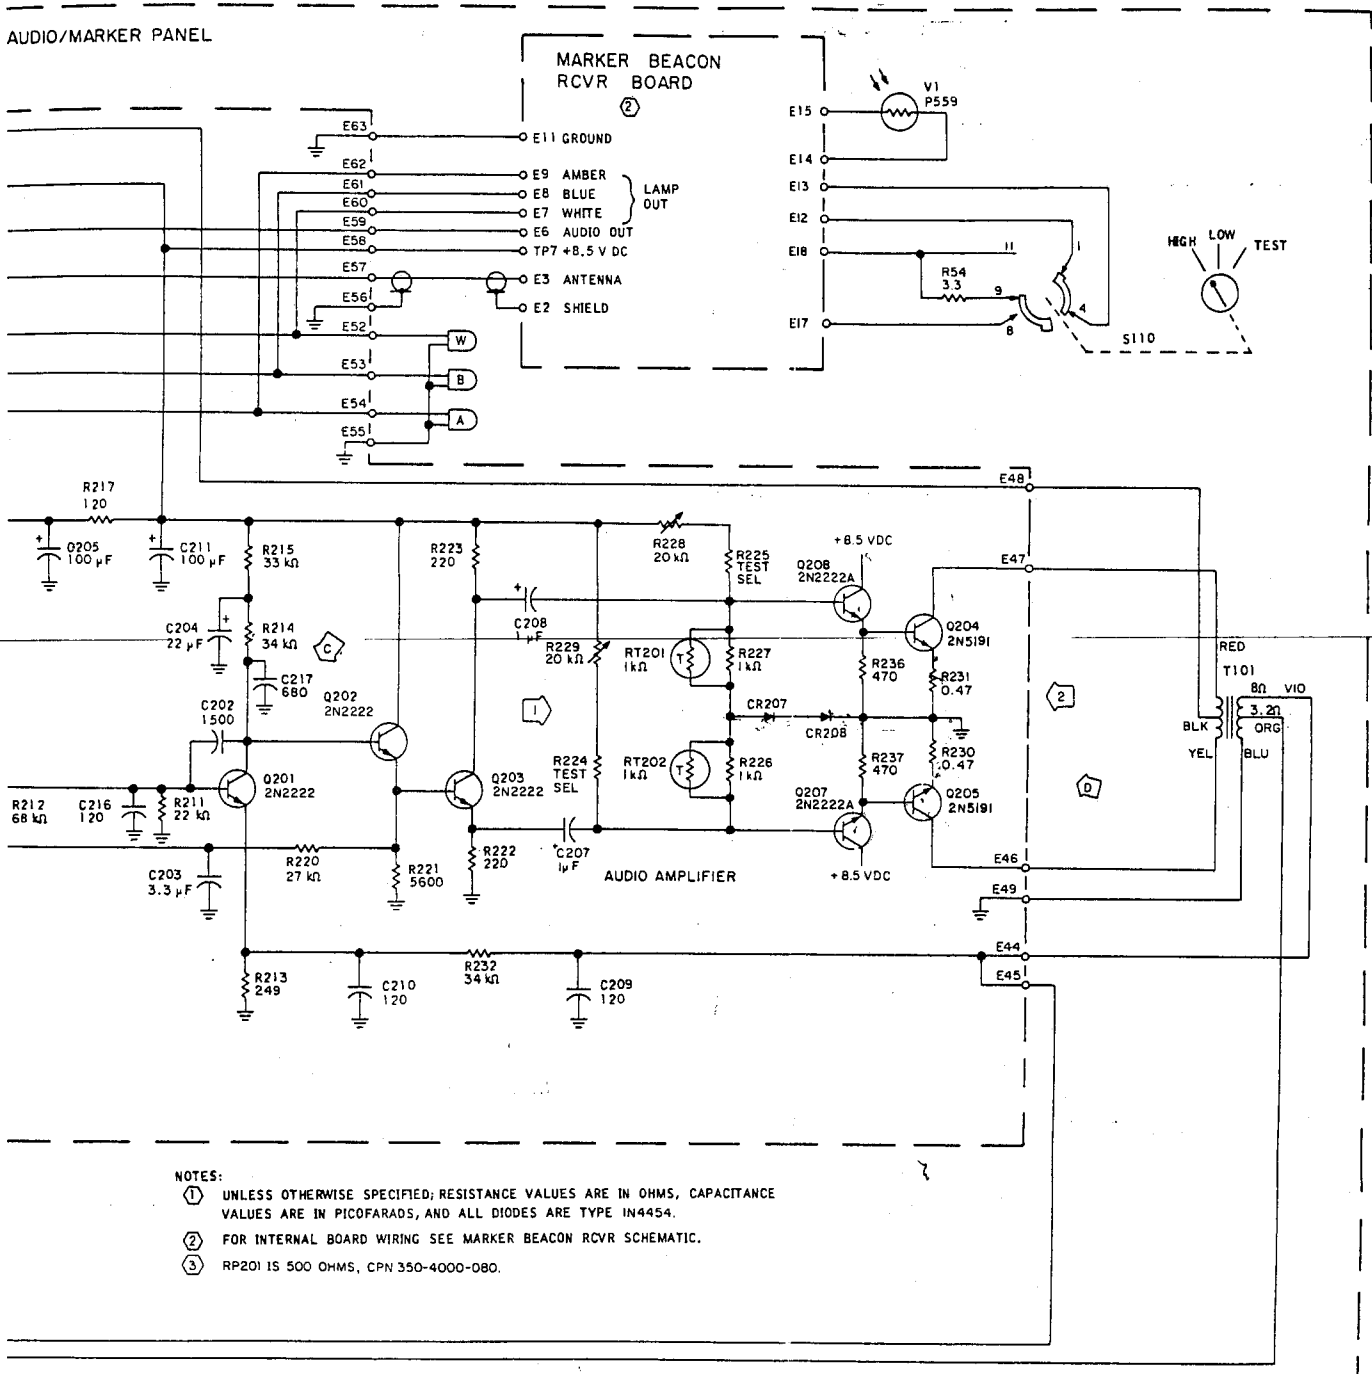 AUDIO/MARKER PANEL
MARKER BEACON
RCVR BOARD
2
E63
E11 GROUND
E62
E9 AMBER
E61
E8 BLUE
E60
E7 WHITE
LAMP
OUT
E59
E6 AUDIO OUT
E58
TP7 +8.5 V DC
E57
E3 ANTENNA
E56
E2 SHIELD
E52
W
E53
B
E54
A
E55
E15
V1
P559
E14
E13
E12
E18
11
1
R54
3.3
9
4
8
E17
S110
HIGH LOW TEST
E48
R217
120
+
0205
100 µF
+
C211
100 µF
R215
33 kΩ
R223
220
R228
20 kΩ
R225
TEST
SEL
+8.5 VDC
Q208
2N2222A
E47
+
C204
22 µF
R214
34 kΩ
C
+
C208
1 µF
R229
20 kΩ
RT201
1kΩ
T
R227
1kΩ
R236
470
Q204
2N5191
R231
0.47
RED
T101
C217
680
Q202
2N2222
1
CR207
CR208
2
8Ω VIO
3.2Ω
ORG
BLK
YEL
BLU
C202
1500
R224
TEST
SEL
RT202
1kΩ
T
R226
1kΩ
R237
470
R230
0.47
Q201
2N2222
Q203
2N2222
Q207
2N2222A
Q205
2N5191
D
R212
68 kΩ
C216
120
R211
22 kΩ
C203
3.3 µF
R220
27 kΩ
R221
5600
R222
220
+
C207
1µF
AUDIO AMPLIFIER
+8.5 VDC
E46
E49
E44
E45
R213
249
C210
120
R232
34 kΩ
C209
120
NOTES:
1 UNLESS OTHERWISE SPECIFIED; RESISTANCE VALUES ARE IN OHMS, CAPACITANCE
VALUES ARE IN PICOFARADS, AND ALL DIODES ARE TYPE IN4454.
2 FOR INTERNAL BOARD WIRING SEE MARKER BEACON RCVR SCHEMATIC.
3 RP201 IS 500 OHMS, CPN 350-4000-080.